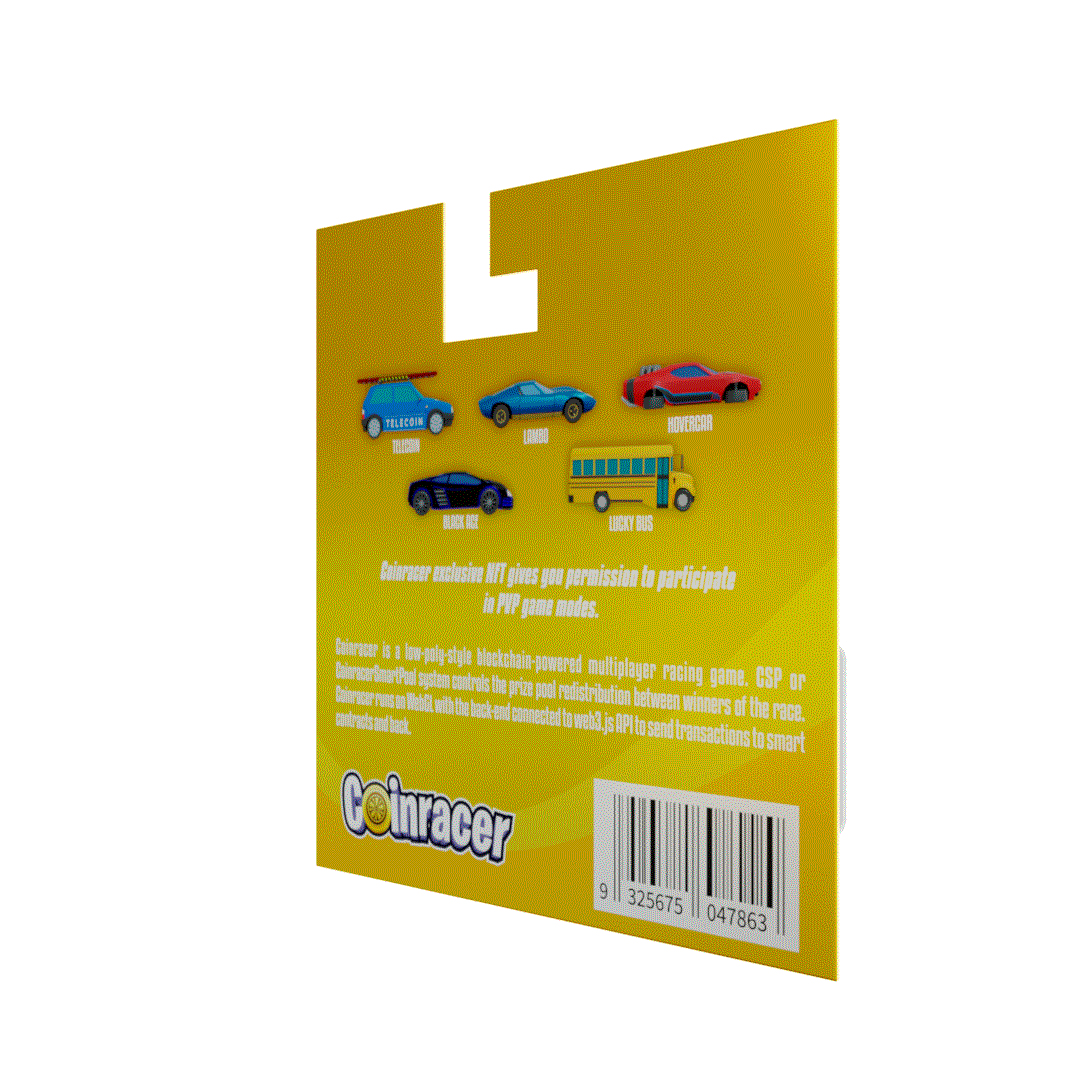 TELECOIN
TELECOIN
LAMBO
HOVERCAR
BLACK ACE
LUCKY BUS
Coinracer exclusive NFT gives you permission to participate
in PVP game modes.
Coinracer is a low-poly-style blockchain-powered multiplayer racing game. CSP or
CoinracerSmartPool system controls the prize pool redistribution between winners of the race.
Coinracer runs on WebGL with the back-and connected to web3.js API to send transactions to smart
contracts and back.
Coinracer
9 325675 047863